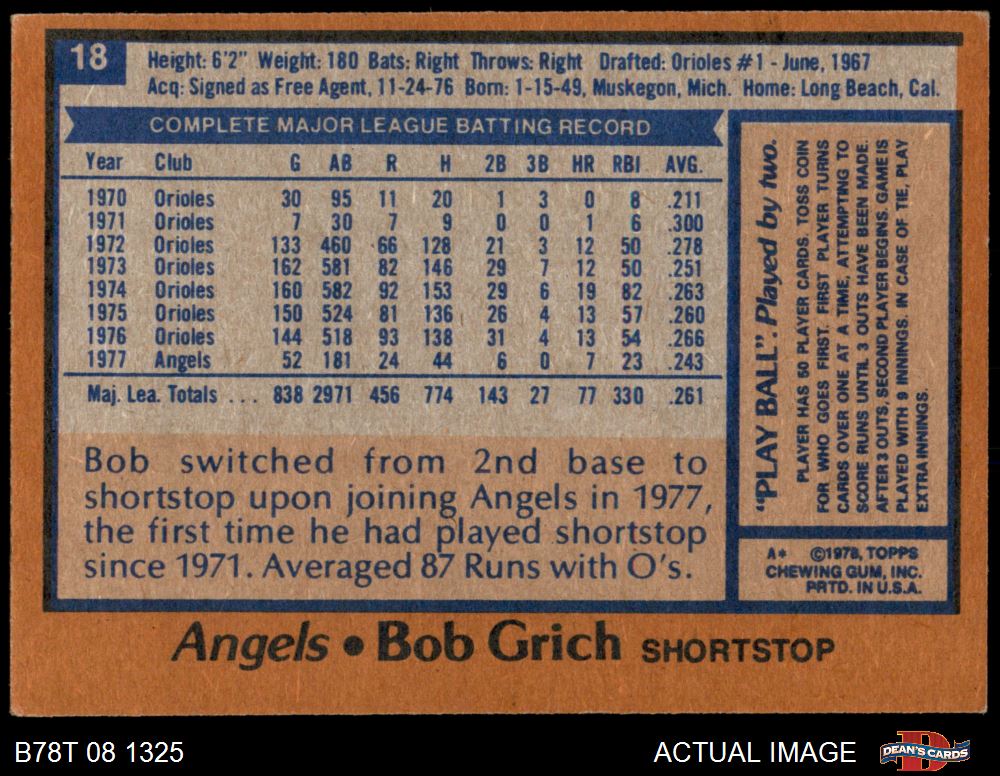 18
Height: 6'2" Weight: 180 Bats: Right Throws: Right Drafted: Orioles #1 - June, 1967
Acq: Signed as Free Agent, 11-24-76 Born: 1-15-49, Muskegon, Mich. Home: Long Beach, Cal.
COMPLETE MAJOR LEAGUE BATTING RECORD
Year Club G AB R H 2B 3B HR RBI AVG.
1970 Orioles 30 95 11 20 1 3 0 8 .211
1971 Orioles 7 30 7 9 0 0 1 6 .300
1972 Orioles 133 460 66 128 21 3 12 50 .278
1973 Orioles 162 581 82 146 29 7 12 50 .251
1974 Orioles 160 582 92 153 29 6 19 82 .263
1975 Orioles 150 524 81 136 26 4 13 57 .260
1976 Orioles 144 518 93 138 31 4 13 54 .266
1977 Angels 52 181 24 44 6 0 7 23 .243
Maj. Lea. Totals ... 838 2971 456 774 143 27 77 330 .261
Bob switched from 2nd base to
shortstop upon joining Angels in 1977,
the first time he had played shortstop
since 1971. Averaged 87 Runs with O's.
"PLAY BALL". Played by two.
PLAYER HAS 50 PLAYER CARDS. TOSS COIN
FOR WHO GOES FIRST. FIRST PLAYER TURNS
CARDS OVER ONE AT A TIME, ATTEMPTING TO
SCORE RUNS UNTIL 3 OUTS HAVE BEEN MADE.
AFTER 3 OUTS, SECOND PLAYER BEGINS. GAME IS
PLAYED WITH 9 INNINGS. IN CASE OF TIE, PLAY
EXTRA INNINGS.
A* ©1978, TOPPS
CHEWING GUM, INC.
PRTD. IN U.S.A.
Angels • Bob Grich SHORTSTOP
B78T 08 1325
ACTUAL IMAGE
D
DEAN'S CARDS